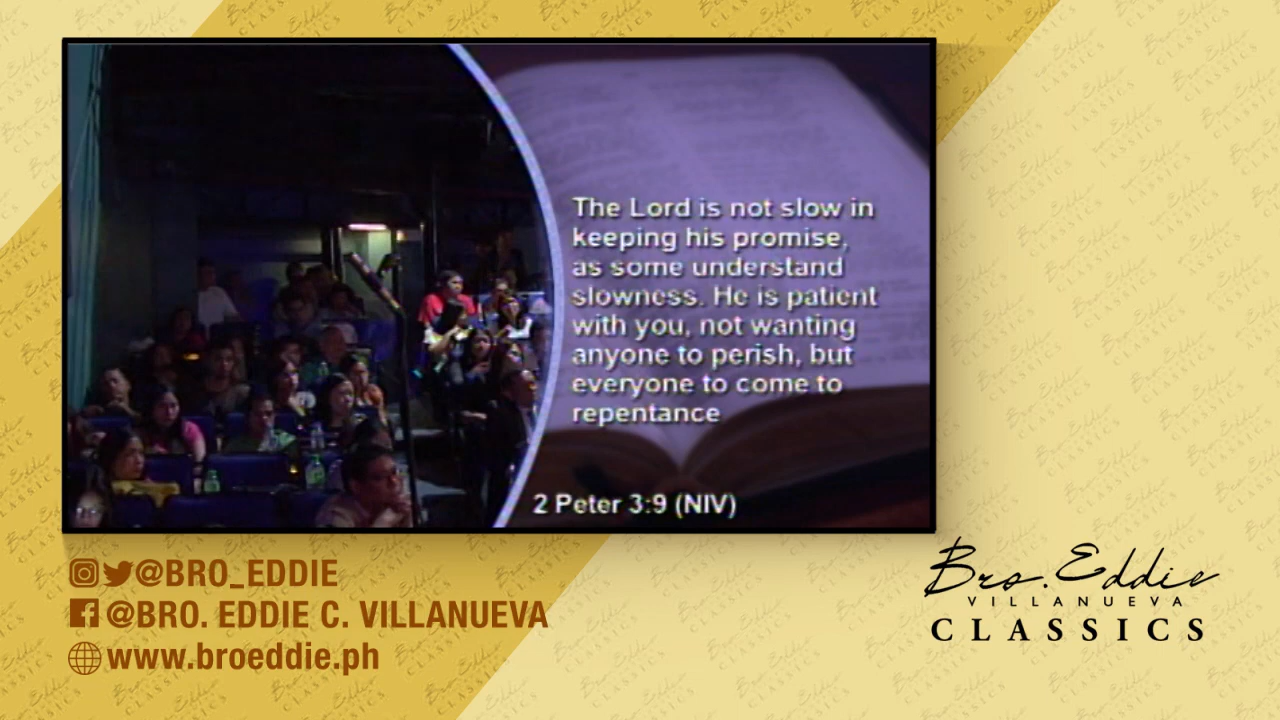 The Lord is not slow in
keeping his promise,
as some understand
slowness. He is patient
with you, not wanting
anyone to perish, but
everyone to come to
repentance
2 Peter 3:9 (NIV)
@BRO_EDDIE
@BRO. EDDIE C. VILLANUEVA
www.broeddie.ph
Bro. Eddie
VILLANUEVA
CLASSICS